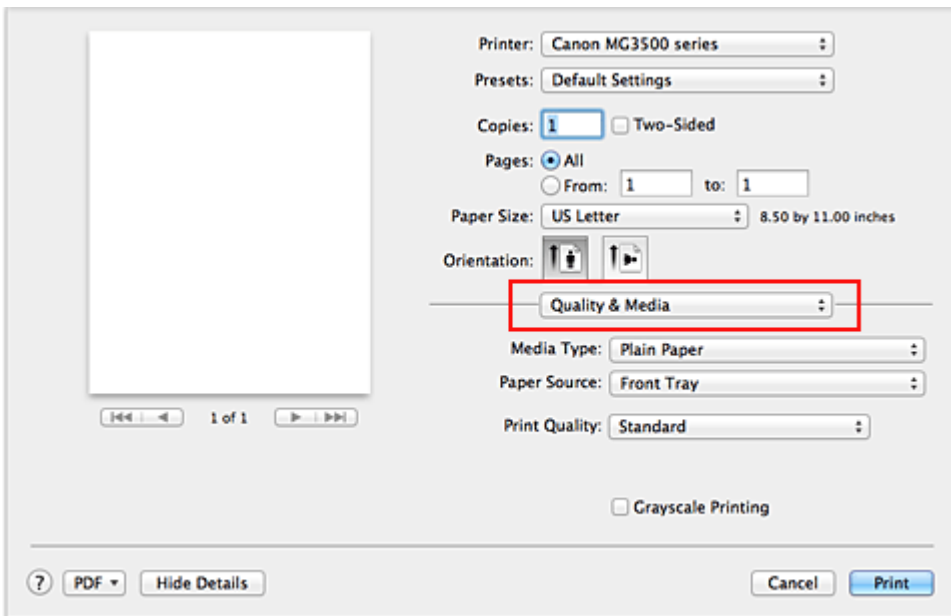 Printer: Canon MG3500 series
Presets: Default Settings
Copies: 1 Two-Sided
Pages: All
From: 1 to: 1
Paper Size: US Letter 8.50 by 11.00 inches
Orientation:
Quality & Media
Media Type: Plain Paper
Paper Source: Front Tray
1 of 1
Print Quality: Standard
Grayscale Printing
? PDF Hide Details Cancel Print